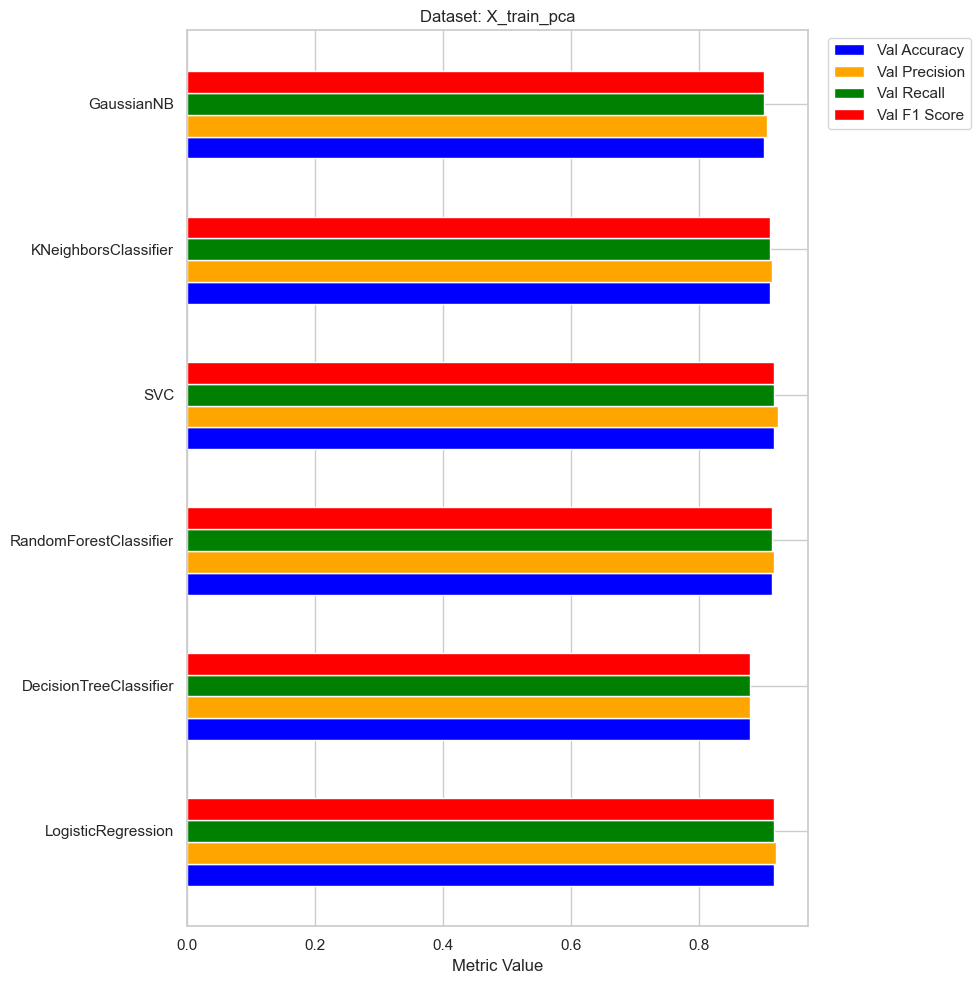 Dataset: X_train_pca
Val Accuracy
Val Precision
Val Recall
Val F1 Score
GaussianNB
KNeighborsClassifier
SVC
RandomForestClassifier
DecisionTreeClassifier
LogisticRegression
0.0 0.2 0.4 0.6 0.8
Metric Value